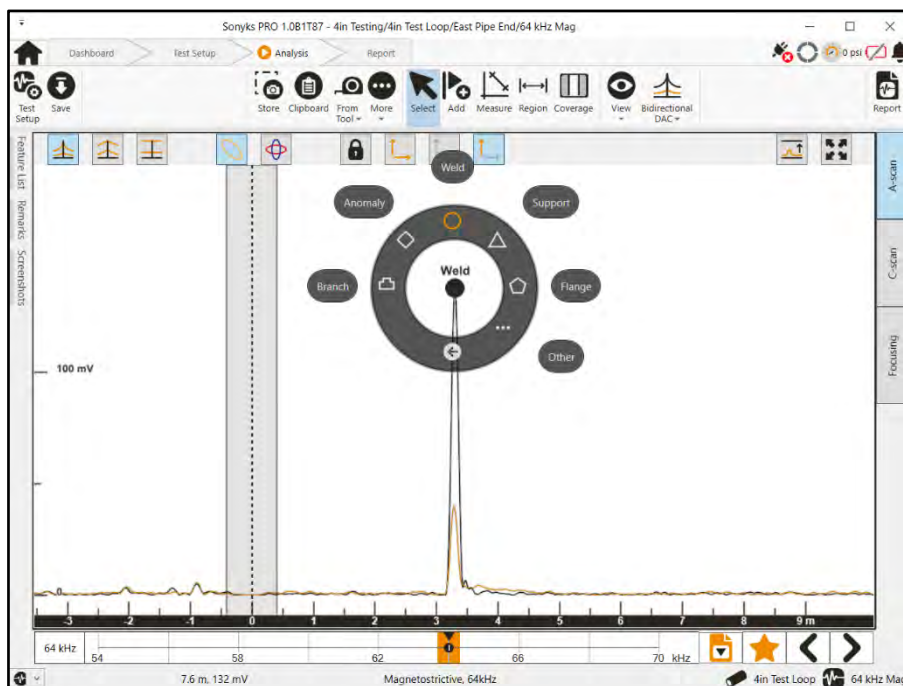 Sonyks PRO 1.0B1T87 - 4in Testing/4in Test Loop/East Pipe End/64 kHz Mag
Dashboard Test Setup Analysis Report
0 psi
Test Setup Save Store Clipboard From Tool More Select Add Measure Region Coverage View Bidirectional DAC Report
Feature List
Remarks
Screenshots
Weld
Anomaly Support
Weld
Branch Flange
Other
A-scan
C-scan
Focusing
100 mV
0
-3 -2 -1 0 1 2 3 4 5 6 7 8 9 m
64 kHz 54 58 62 66 70 kHz
7.6 m, 132 mV Magnetostrictive, 64kHz 4in Test Loop 64 kHz Mag